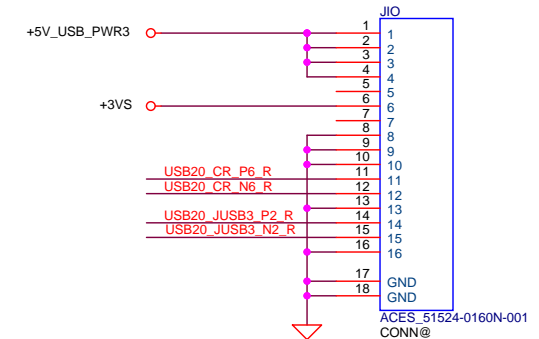 JIO
+5V_USB_PWR3
1 1
2 2
3 3
4 4
5 5
+3VS
6 6
7 7
8 8
9 9
10 10
USB20_CR_P6_R 11 11
USB20_CR_N6_R 12 12
13 13
USB20_JUSB3_P2_R 14 14
USB20_JUSB3_N2_R 15 15
16 16
17 GND
18 GND
ACES_51524-0160N-001
CONN@